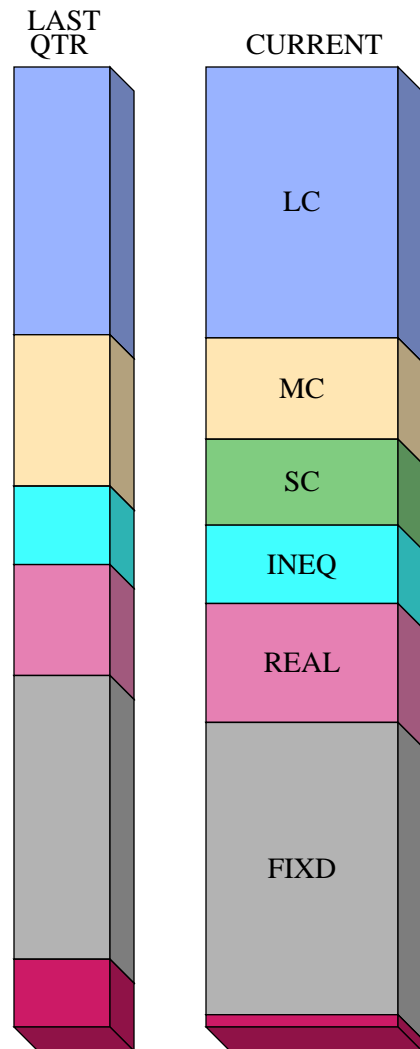 LAST
QTR
CURRENT
LC
MC
SC
INEQ
REAL
FIXD